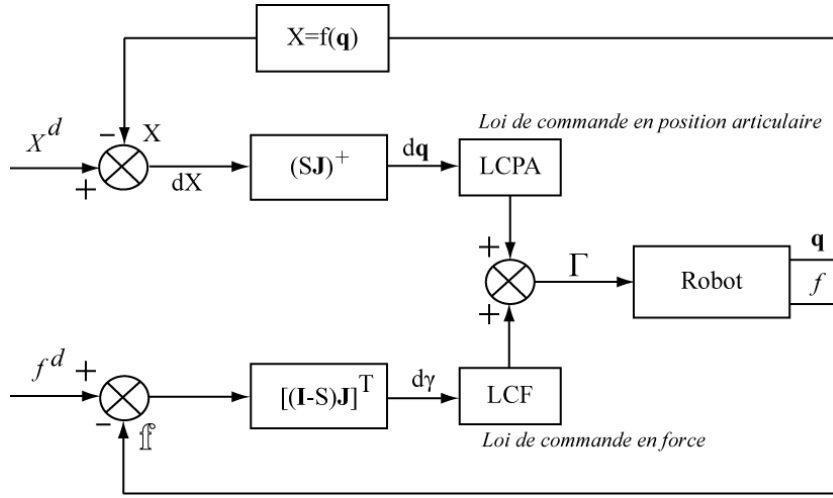 X=f(q)
−
X
X^d
+
dX
(SJ)^+
dq
Loi de commande en position articulaire
LCPA
+
+
Γ
Robot
q
f
f^d
+
−
𝕗
[(I-S)J]^T
dγ
LCF
Loi de commande en force